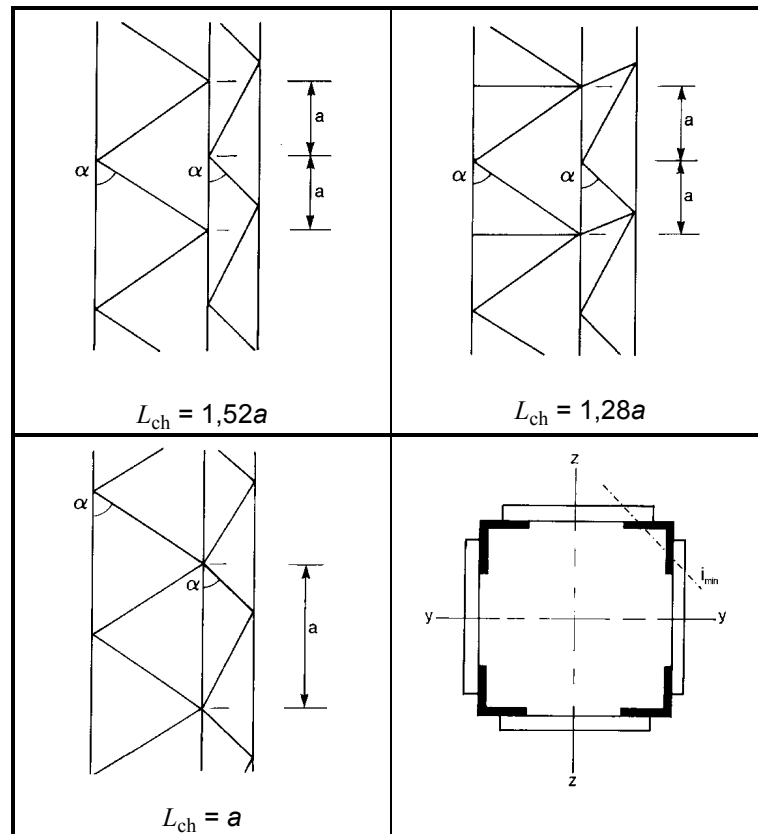 α
α
a
a
L_ch = 1,52a
α
α
a
a
L_ch = 1,28a
α
α
a
L_ch = a
z
i_min
y
y
z